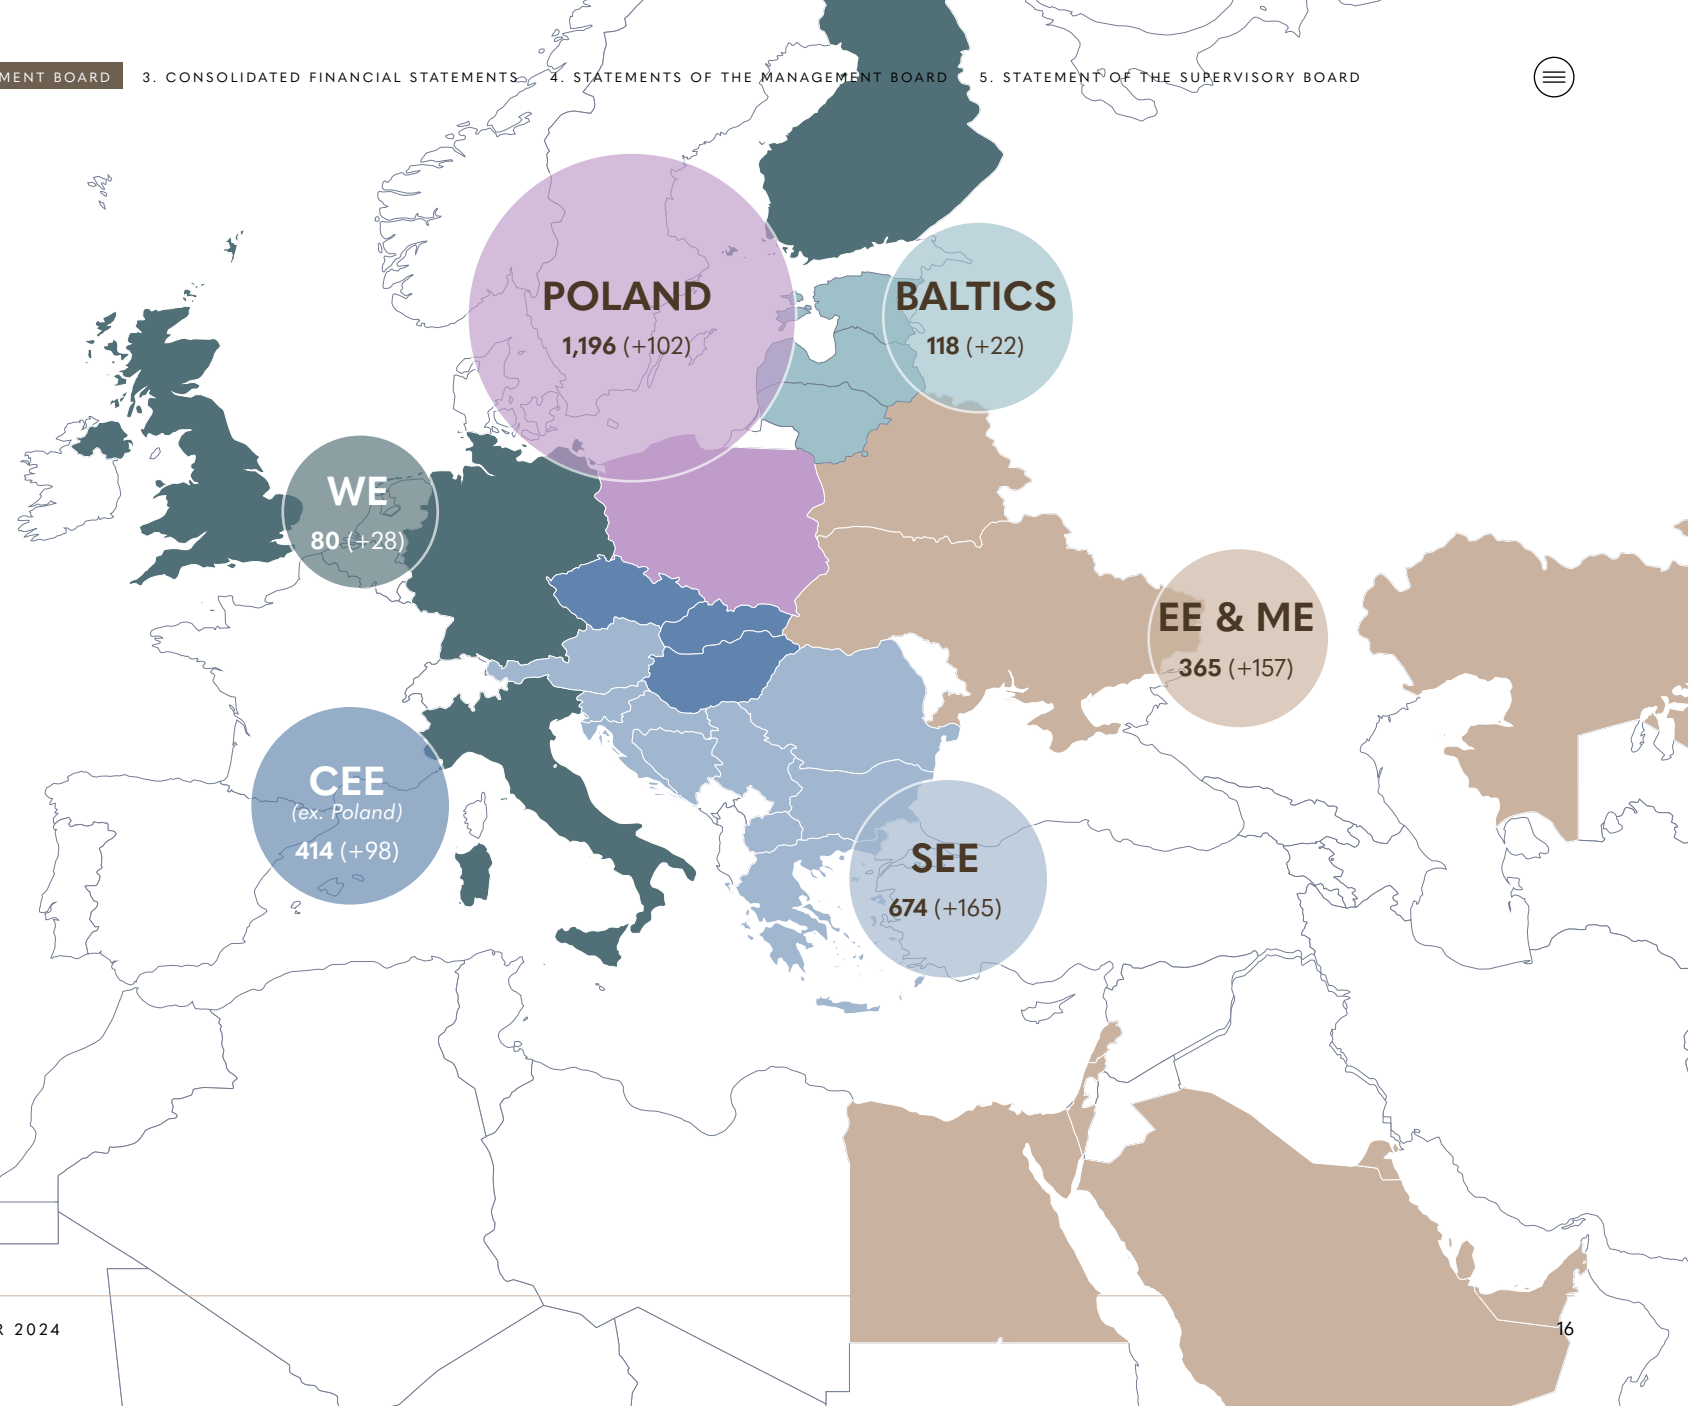 MENT BOARD 3. CONSOLIDATED FINANCIAL STATEMENTS 4. STATEMENTS OF THE MANAGEMENT BOARD 5. STATEMENT OF THE SUPERVISORY BOARD
POLAND
1,196 (+102)
BALTICS
118 (+22)
WE
80 (+28)
EE & ME
365 (+157)
CEE
(ex. Poland)
414 (+98)
SEE
674 (+165)
R 2024
16